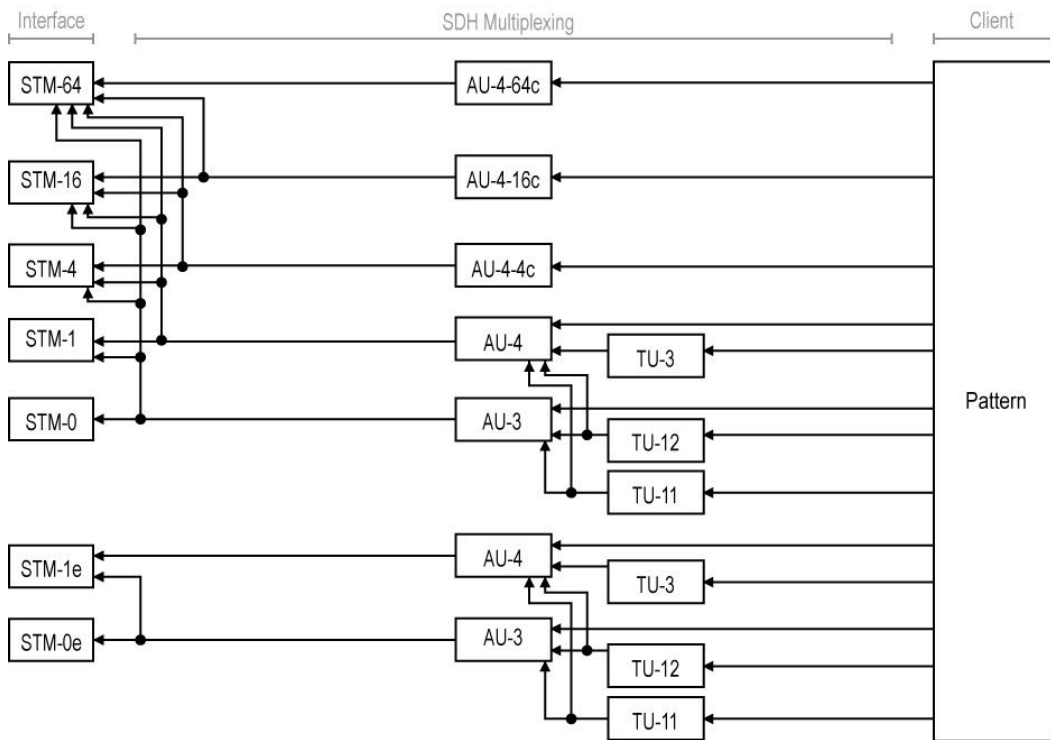 Interface SDH Multiplexing Client
STM-64 AU-4-64c
STM-16 AU-4-16c
STM-4 AU-4-4c
STM-1 AU-4
TU-3
Pattern
STM-0 AU-3
TU-12
TU-11
STM-1e AU-4
TU-3
STM-0e AU-3
TU-12
TU-11